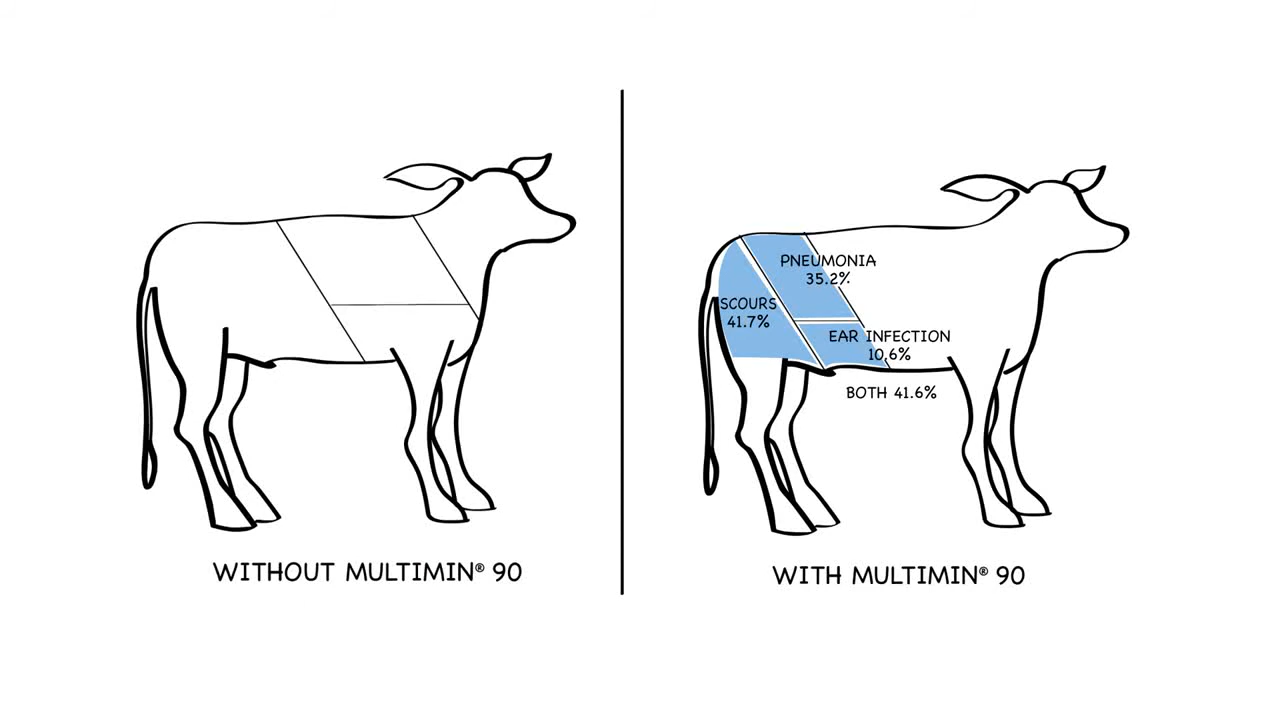 PNEUMONIA
35.2%
SCOURS
41.7%
EAR INFECTION
10.6%
BOTH 41.6%
WITHOUT MULTIMIN® 90
WITH MULTIMIN® 90